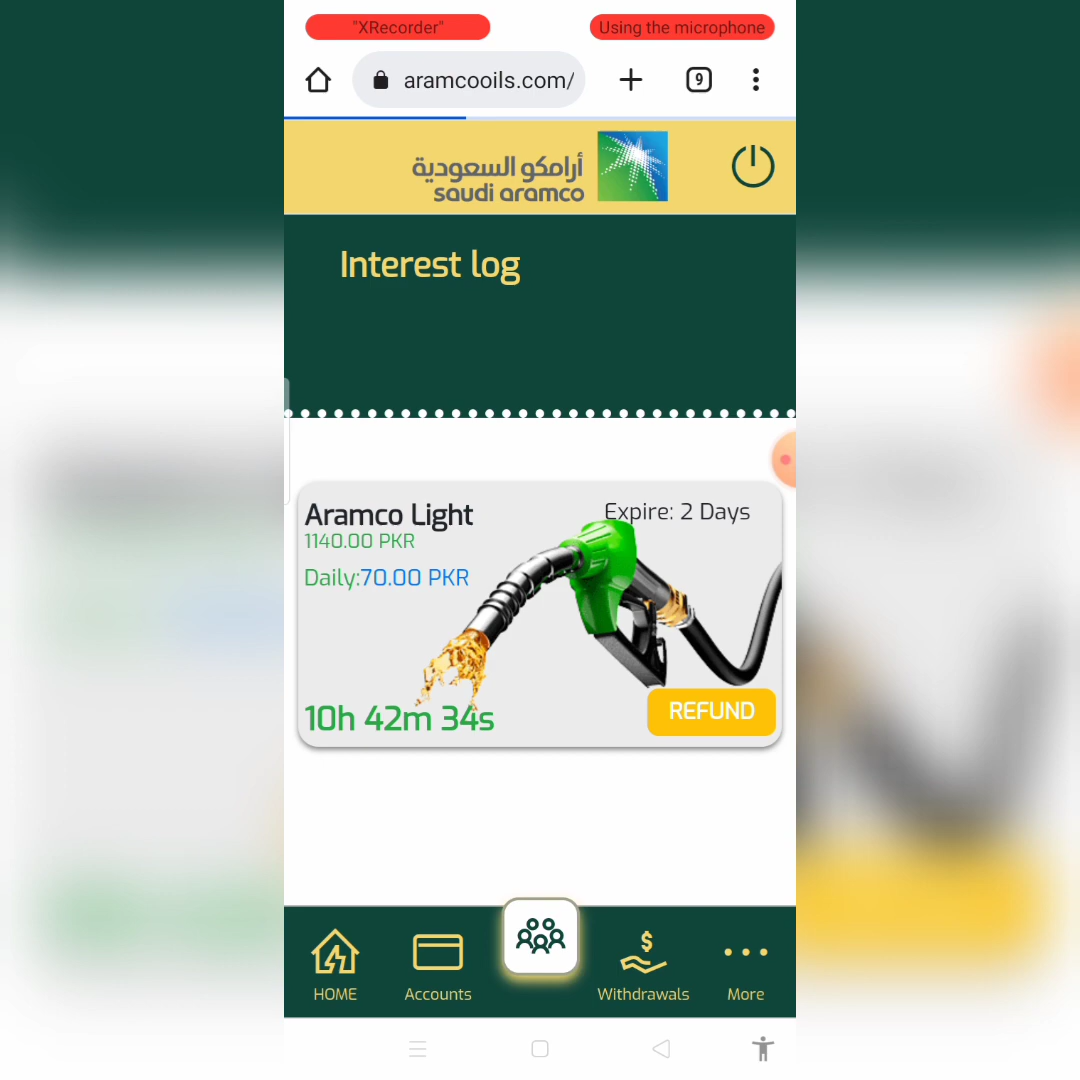 "XRecorder"
Using the microphone
aramcooils.com/
9
أرامكو السعودية
saudi aramco
Interest log
Aramco Light
Expire: 2 Days
1140.00 PKR
Daily:70.00 PKR
10h 42m 34s
REFUND
HOME
Accounts
Withdrawals
More